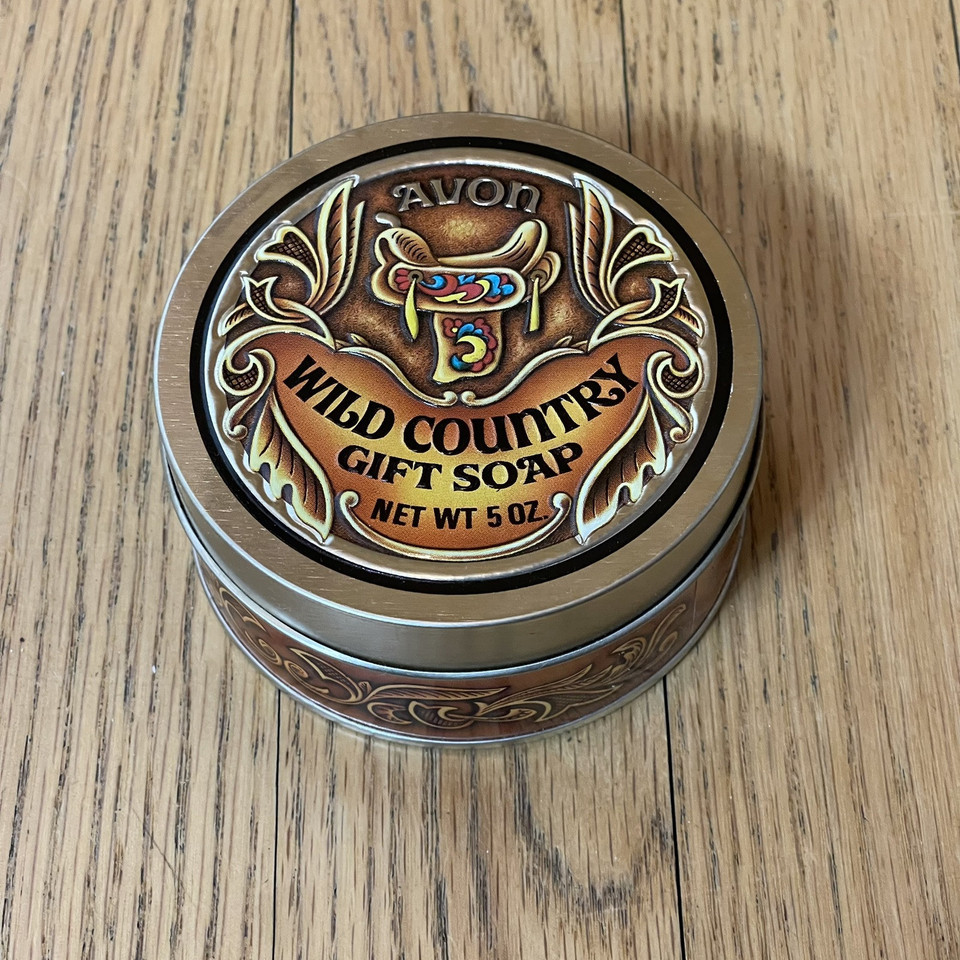 AVON
WILD COUNTRY
GIFT SOAP
NET WT 5 OZ.